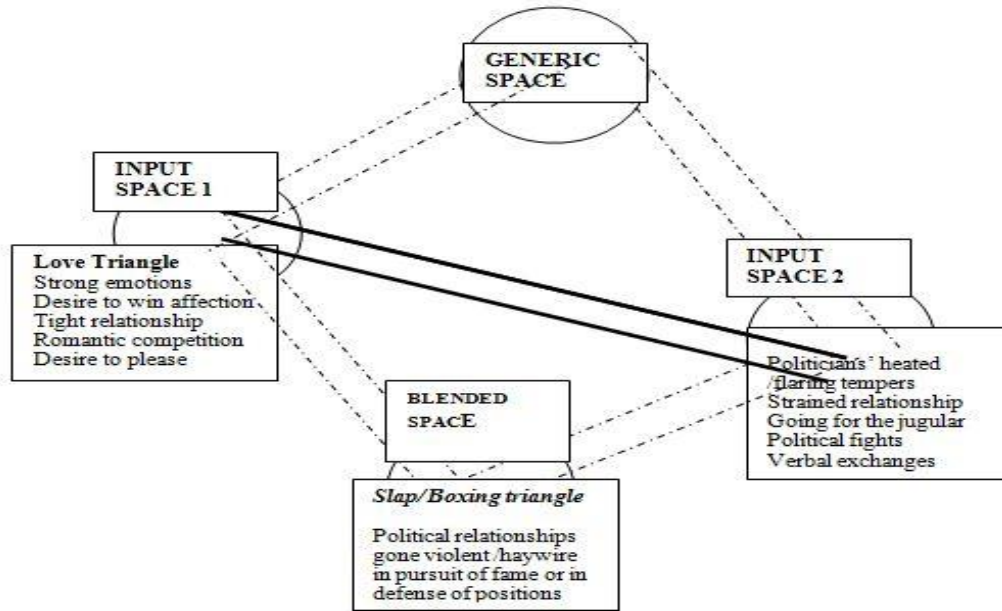 GENERIC
SPACE
INPUT
SPACE 1
Love Triangle
Strong emotions
Desire to win affection
Tight relationship
Romantic competition
Desire to please
INPUT
SPACE 2
Politicians' heated
/flaring tempers
Strained relationship
Going for the jugular
Political fights
Verbal exchanges
BLENDED
SPACE
Slap/Boxing triangle
Political relationships
gone violent /haywire
in pursuit of fame or in
defense of positions